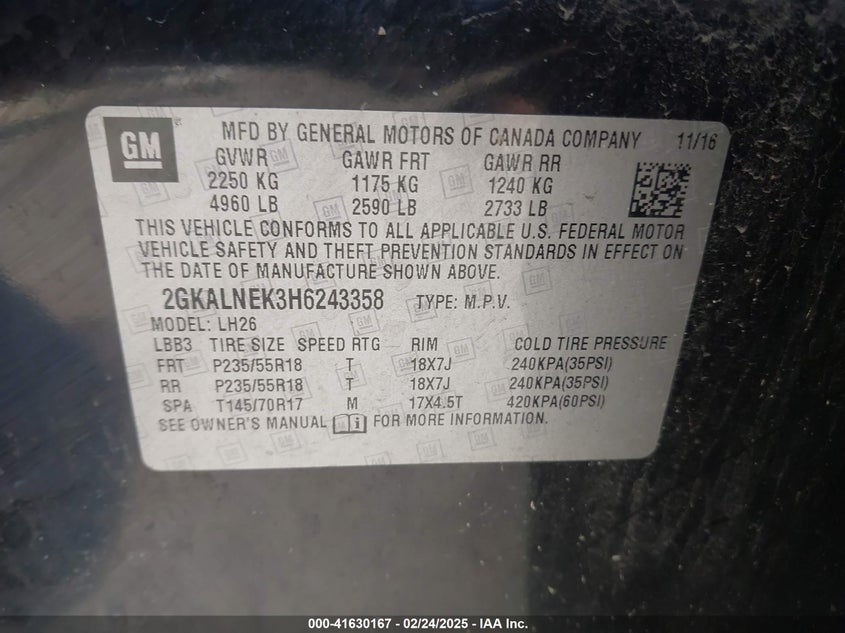 GM
MFD BY GENERAL MOTORS OF CANADA COMPANY 11/16
GVWR GAWR FRT GAWR RR
2250 KG 1175 KG 1240 KG
4960 LB 2590 LB 2733 LB
THIS VEHICLE CONFORMS TO ALL APPLICABLE U.S. FEDERAL MOTOR
VEHICLE SAFETY AND THEFT PREVENTION STANDARDS IN EFFECT ON
THE DATE OF MANUFACTURE SHOWN ABOVE.
2GKALNEK3H6243358 TYPE: M.P.V.
MODEL: LH26
LBB3 TIRE SIZE SPEED RTG RIM COLD TIRE PRESSURE
FRT P235/55R18 T 18X7J 240KPA(35PSI)
RR P235/55R18 T 18X7J 240KPA(35PSI)
SPA T145/70R17 M 17X4.5T 420KPA(60PSI)
SEE OWNER'S MANUAL FOR MORE INFORMATION.
000-41630167 - 02/24/2025 - IAA Inc.